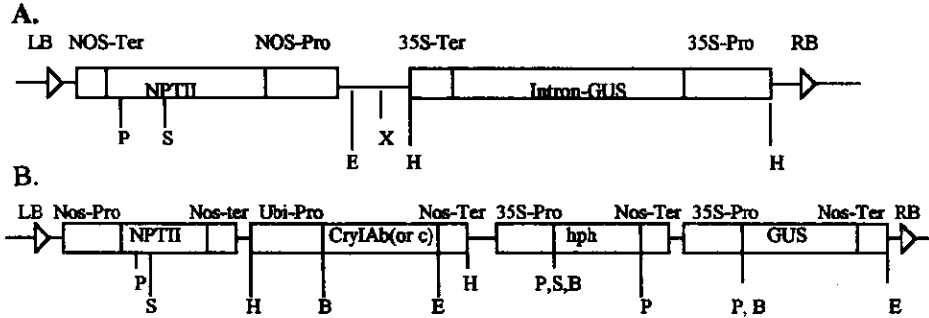 A.
LB NOS-Ter NOS-Pro 35S-Ter 35S-Pro RB
NPTII Intron-GUS
P S E X H H
B.
LB Nos-Pro Nos-ter Ubi-Pro Nos-Ter 35S-Pro Nos-Ter 35S-Pro Nos-Ter RB
NPTII CryIAb(or c) hph GUS
P S H B E H P,S,B P P, B E